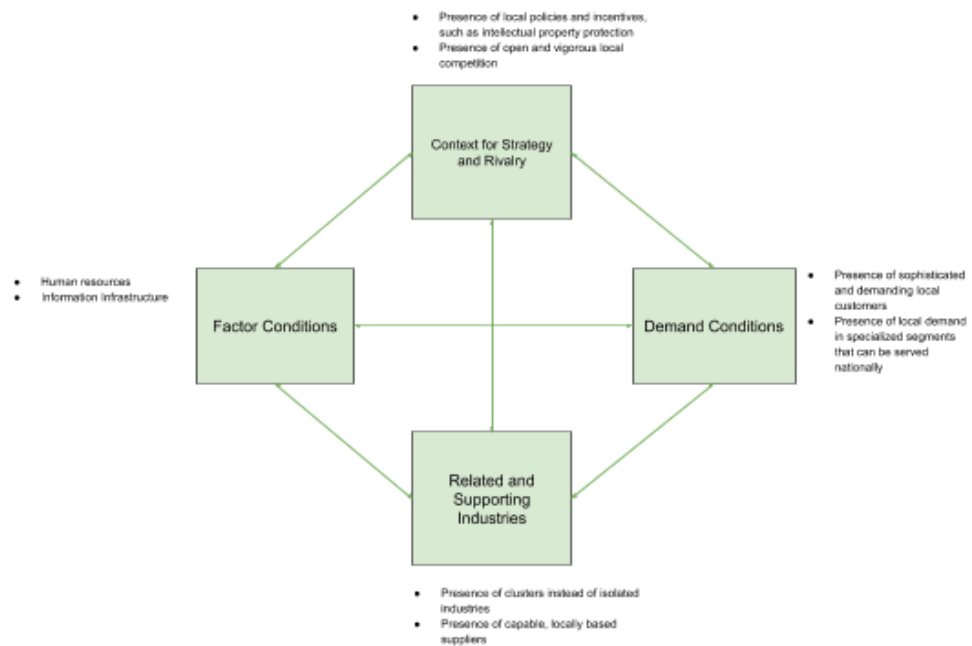 ● Presence of local policies and incentives,
such as intellectual property protection
● Presence of open and vigorous local
competition
Context for Strategy
and Rivalry
● Human resources
● Information Infrastructure
Factor Conditions
Demand Conditions
● Presence of sophisticated
and demanding local
customers
● Presence of local demand
in specialized segments
that can be served
nationally
Related and
Supporting
Industries
● Presence of clusters instead of isolated
industries
● Presence of capable, locally based
suppliers